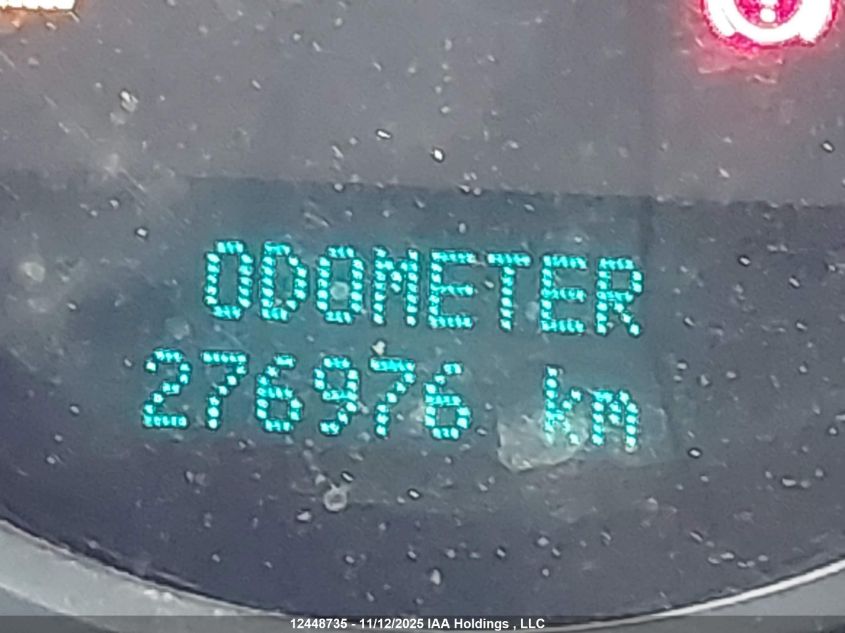 ODOMETER
276976 km
12448735 - 11/12/2025 IAA Holdings , LLC